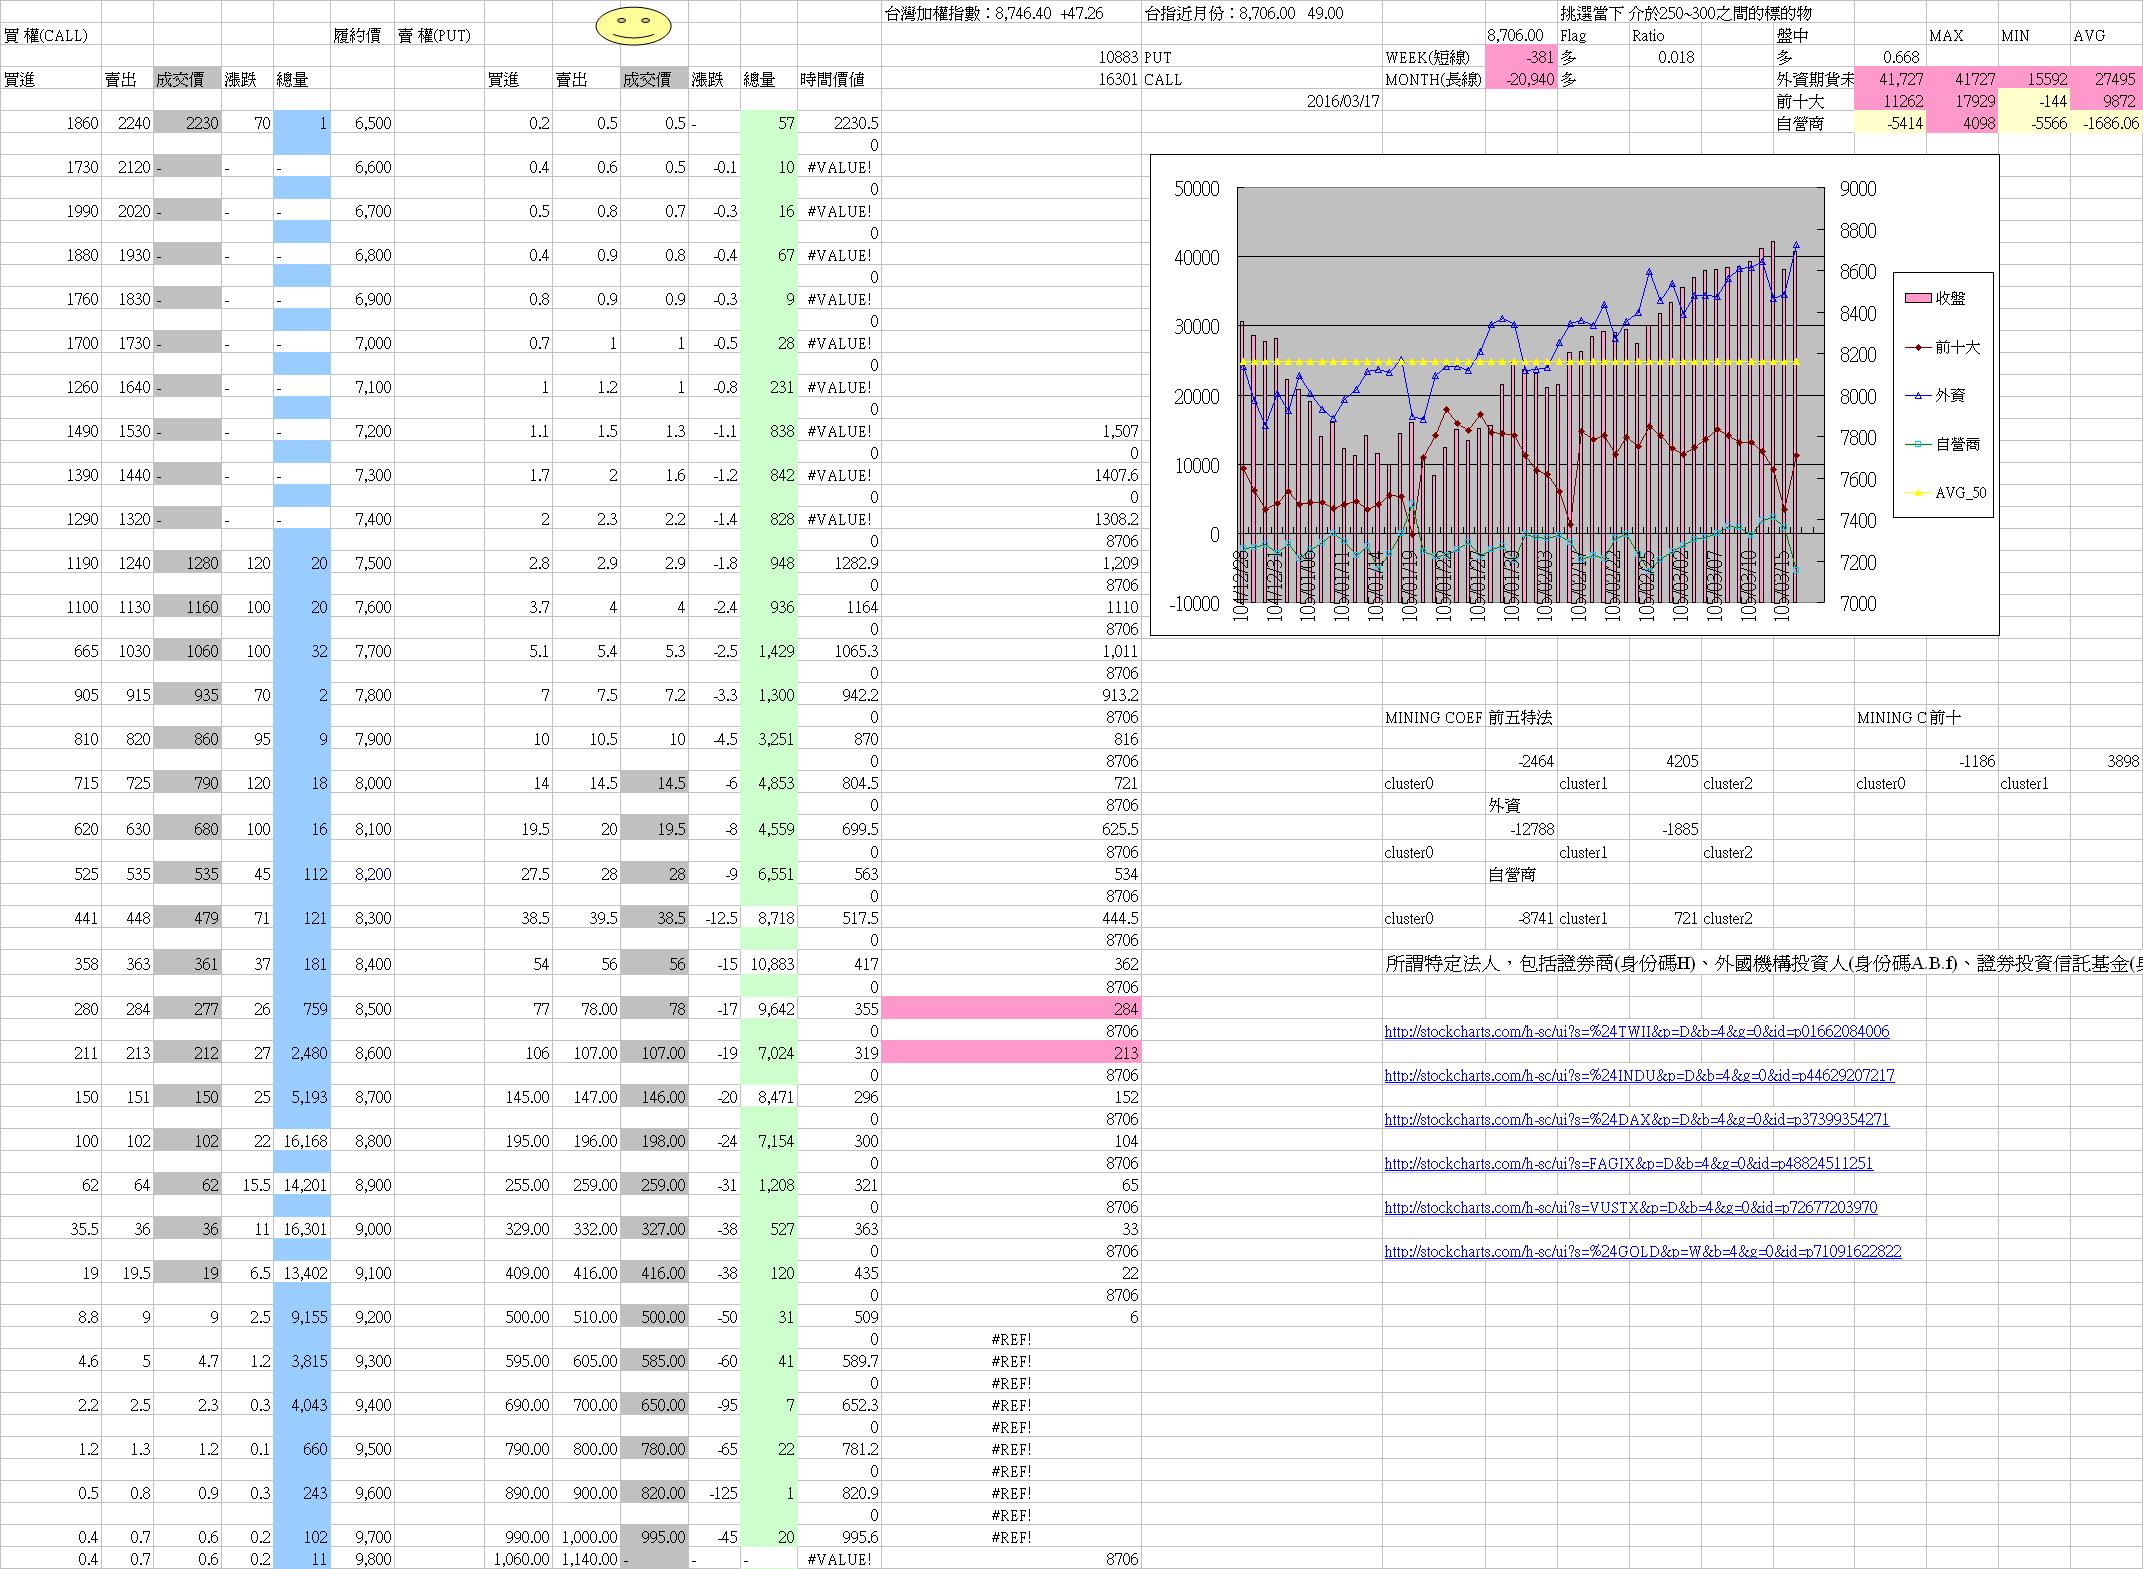 台灣加權指數：8,746.40 +47.26 台指近月份：8,706.00 49.00 挑選當下 介於250~300之間的標的物
買 權(CALL) 履約價 賣 權(PUT) 8,706.00 Flag Ratio 盤中 MAX MIN AVG
10883 PUT WEEK(短線) -381 多 0.018 多 0.668
買進 賣出 成交價 漲跌 總量 買進 賣出 成交價 漲跌 總量 時間價值 16301 CALL MONTH(長線) -20,940 多 外資期貨未 41,727 41727 15592 27495
2016/03/17 前十大 11262 17929 -144 9872
1860 2240 2230 70 1 6,500 0.2 0.5 0.5 - 57 2230.5 自營商 -5414 4098 -5566 -1686.06
0
1730 2120 - - - 6,600 0.4 0.6 0.5 -0.1 10 #VALUE!
0
1990 2020 - - - 6,700 0.5 0.8 0.7 -0.3 16 #VALUE!
0
1880 1930 - - - 6,800 0.4 0.9 0.8 -0.4 67 #VALUE!
0
1760 1830 - - - 6,900 0.8 0.9 0.9 -0.3 9 #VALUE!
0
1700 1730 - - - 7,000 0.7 1 1 -0.5 28 #VALUE!
0
1260 1640 - - - 7,100 1 1.2 1 -0.8 231 #VALUE!
0
1490 1530 - - - 7,200 1.1 1.5 1.3 -1.1 838 #VALUE! 1,507
0 0
1390 1440 - - - 7,300 1.7 2 1.6 -1.2 842 #VALUE! 1407.6
0 0
1290 1320 - - - 7,400 2 2.3 2.2 -1.4 828 #VALUE! 1308.2
0 8706
1190 1240 1280 120 20 7,500 2.8 2.9 2.9 -1.8 948 1282.9 1,209
0 8706
1100 1130 1160 100 20 7,600 3.7 4 4 -2.4 936 1164 1110
0 8706
665 1030 1060 100 32 7,700 5.1 5.4 5.3 -2.5 1,429 1065.3 1,011
0 8706
905 915 935 70 2 7,800 7 7.5 7.2 -3.3 1,300 942.2 913.2
0 8706
810 820 860 95 9 7,900 10 10.5 10 -4.5 3,251 870 816
0 8706
715 725 790 120 18 8,000 14 14.5 14.5 -6 4,853 804.5 721
0 8706
620 630 680 100 16 8,100 19.5 20 19.5 -8 4,559 699.5 625.5
0 8706
525 535 535 45 112 8,200 27.5 28 28 -9 6,551 563 534
0 8706
441 448 479 71 121 8,300 38.5 39.5 38.5 -12.5 8,718 517.5 444.5
0 8706
358 363 361 37 181 8,400 54 56 56 -15 10,883 417 362
0 8706
280 284 277 26 759 8,500 77 78.00 78 -17 9,642 355 284
0 8706
211 213 212 27 2,480 8,600 106 107.00 107.00 -19 7,024 319 213
0 8706
150 151 150 25 5,193 8,700 145.00 147.00 146.00 -20 8,471 296 152
0 8706
100 102 102 22 16,168 8,800 195.00 196.00 198.00 -24 7,154 300 104
0 8706
62 64 62 15.5 14,201 8,900 255.00 259.00 259.00 -31 1,208 321 65
0 8706
35.5 36 36 11 16,301 9,000 329.00 332.00 327.00 -38 527 363 33
0 8706
19 19.5 19 6.5 13,402 9,100 409.00 416.00 416.00 -38 120 435 22
0 8706
8.8 9 9 2.5 9,155 9,200 500.00 510.00 500.00 -50 31 509 6
0 #REF!
4.6 5 4.7 1.2 3,815 9,300 595.00 605.00 585.00 -60 41 589.7 #REF!
0 #REF!
2.2 2.5 2.3 0.3 4,043 9,400 690.00 700.00 650.00 -95 7 652.3 #REF!
0 #REF!
1.2 1.3 1.2 0.1 660 9,500 790.00 800.00 780.00 -65 22 781.2 #REF!
0 #REF!
0.5 0.8 0.9 0.3 243 9,600 890.00 900.00 820.00 -125 1 820.9 #REF!
0 #REF!
0.4 0.7 0.6 0.2 102 9,700 990.00 1,000.00 995.00 -45 20 995.6 #REF!
0.4 0.7 0.6 0.2 11 9,800 1,060.00 1,140.00 - - - #VALUE! 8706
50000 9000
8800
40000 8600
30000 8400
8200
20000 8000
7800
10000 7600
7400
0 7200
-10000 7000
收盤
前十大
外資
自營商
AVG_50
104/12/28 104/12/31 105/01/06 105/01/11 105/01/14 105/01/19 105/01/22 105/01/27 105/01/30 105/02/03 105/02/22 105/02/25 105/03/02 105/03/07 105/03/10 105/03/15
MINING COEF 前五特法 MINING C 前十
-2464 4205 -1186 3898
cluster0 cluster1 cluster2 cluster0 cluster1
外資
-12788 -1885
cluster0 cluster1 cluster2
自營商
cluster0 -8741 cluster1 721 cluster2
所謂特定法人，包括證券商(身份碼H)、外國機構投資人(身份碼A.B.f)、證券投資信託基金(
http://stockcharts.com/h-sc/ui?s=%24TWII&p=D&b=4&g=0&id=p01662084006
http://stockcharts.com/h-sc/ui?s=%24INDU&p=D&b=4&g=0&id=p44629207217
http://stockcharts.com/h-sc/ui?s=%24DAX&p=D&b=4&g=0&id=p37399354271
http://stockcharts.com/h-sc/ui?s=FAGIX&p=D&b=4&g=0&id=p48824511251
http://stockcharts.com/h-sc/ui?s=VUSTX&p=D&b=4&g=0&id=p72677203970
http://stockcharts.com/h-sc/ui?s=%24GOLD&p=W&b=4&g=0&id=p71091622822